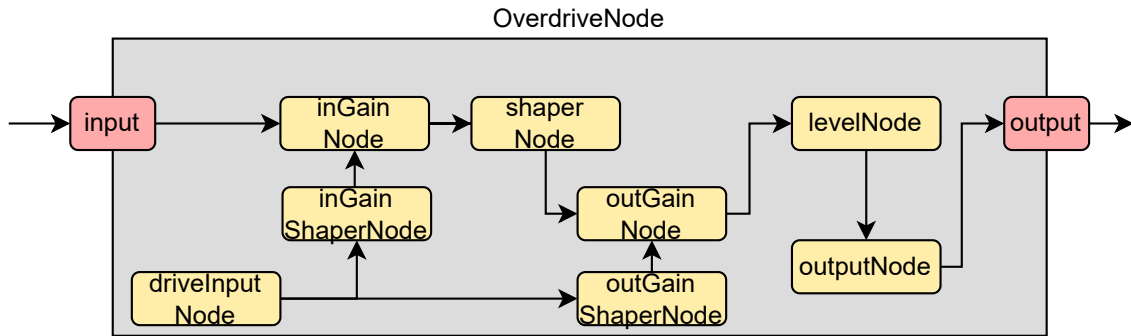 OverdriveNode
input
inGain
Node
shaper
Node
levelNode
output
inGain
ShaperNode
outGain
Node
outputNode
driveInput
Node
outGain
ShaperNode